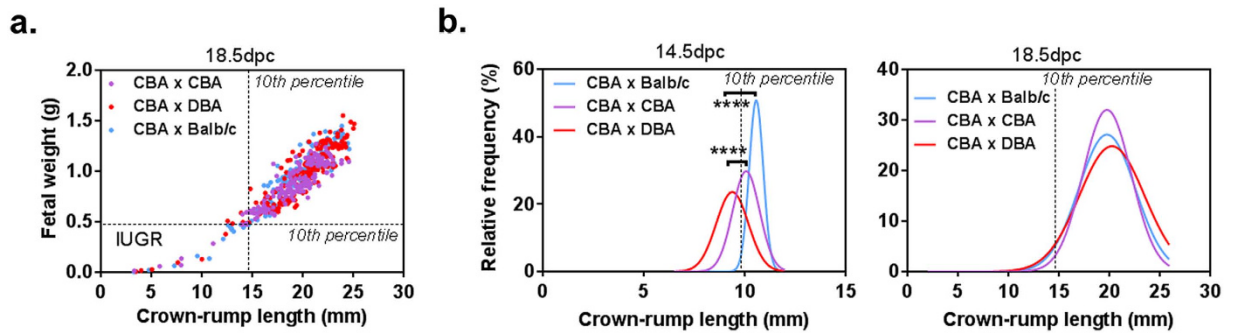 a.
18.5dpc
Fetal weight (g)
2.0
1.5
1.0
0.5
0.0
CBA x CBA
CBA x DBA
CBA x Balb/c
10th percentile
IUGR
10th percentile
0 5 10 15 20 25 30
Crown-rump length (mm)
b.
14.5dpc
Relative frequency (%)
60
40
20
0
CBA x Balb/c
CBA x CBA
CBA x DBA
10th percentile
****
****
0 5 10 15
Crown-rump length (mm)
18.5dpc
40
30
20
10
0
10th percentile
CBA x Balb/c
CBA x CBA
CBA x DBA
0 5 10 15 20 25 30
Crown-rump length (mm)